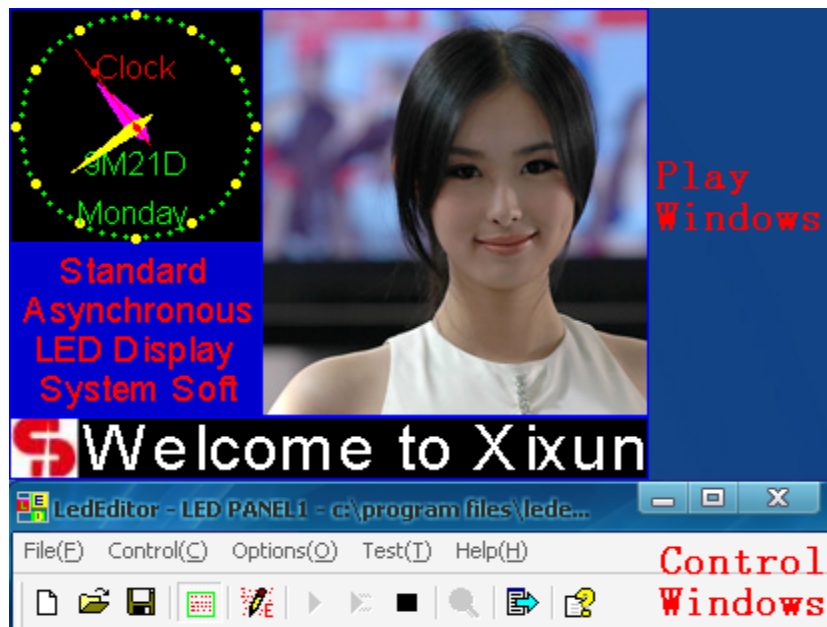 Clock
9M21D
Monday
Standard
Asynchronous
LED Display
System Soft
Play
Windows
Welcome to Xixun
LedEditor - LED PANEL1 - c:\program files\lede...
File(F) Control(C) Options(O) Test(T) Help(H)
Control
Windows